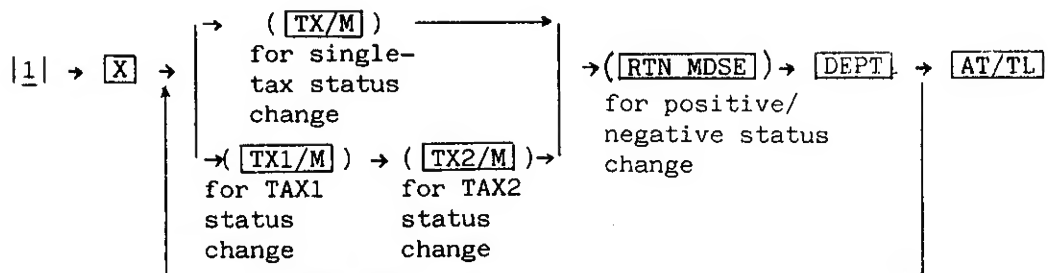 ( TX/M )
for single-
tax status
change
|1| → X → →( RTN MDSE )→ DEPT → AT/TL
for positive/
negative status
change
→( TX1/M ) → ( TX2/M )→
for TAX1 for TAX2
status status
change change